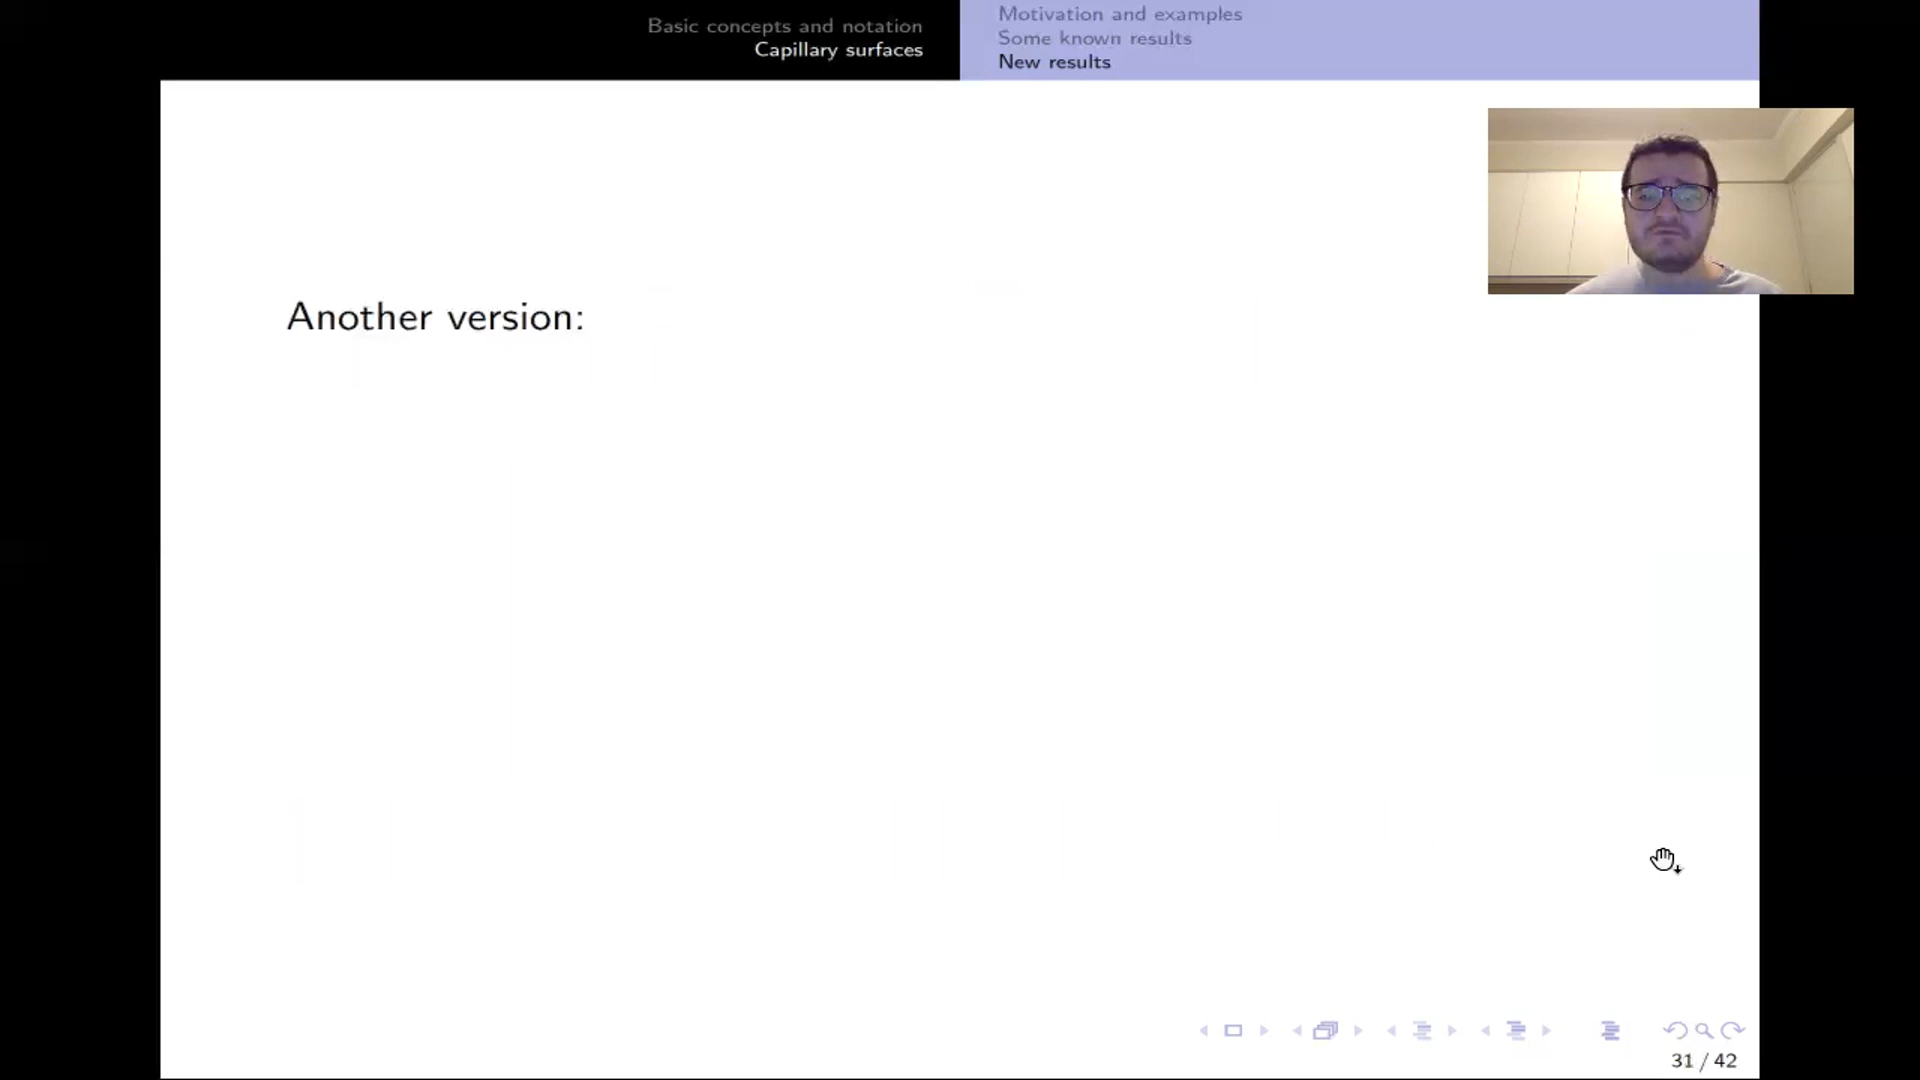 Basic concepts and notation
Capillary surfaces
Motivation and examples
Some known results
New results
Another version:
31 / 42